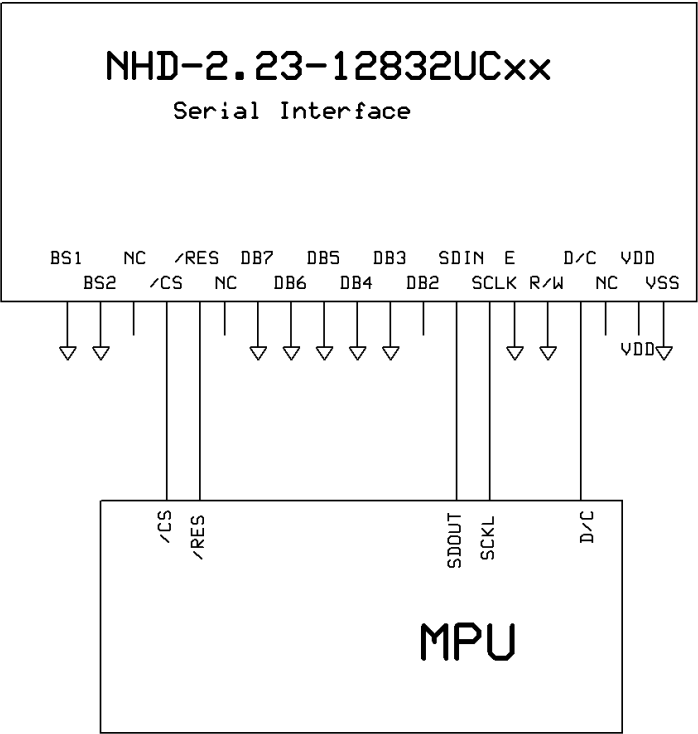 NHD-2.23-12832UCxx
Serial Interface
BS1 NC /RES DB7 DB5 DB3 SDIN E D/C VDD
BS2 /CS NC DB6 DB4 DB2 SCLK R/W NC VSS
VDD
/CS
/RES
SDOUT
SCKL
D/C
MPU